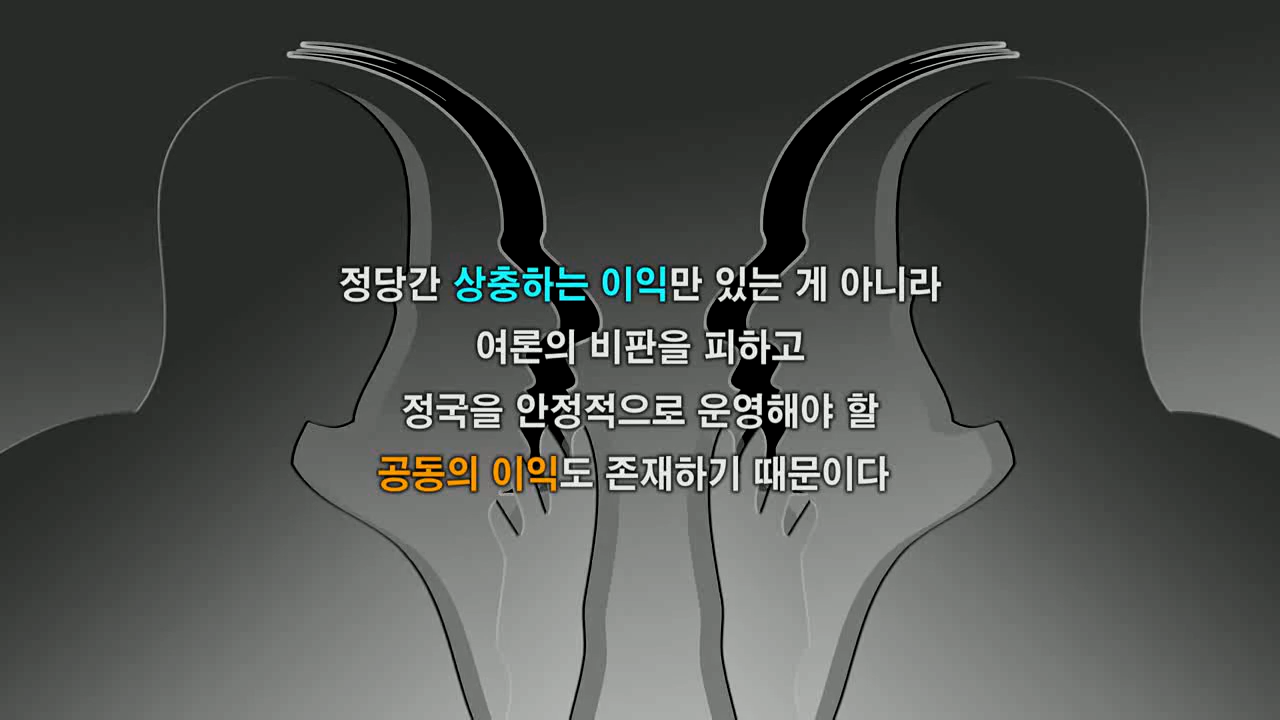 정당간 상충하는 이익만 있는 게 아니라
여론의 비판을 피하고
정국을 안정적으로 운영해야 할
공동의 이익도 존재하기 때문이다